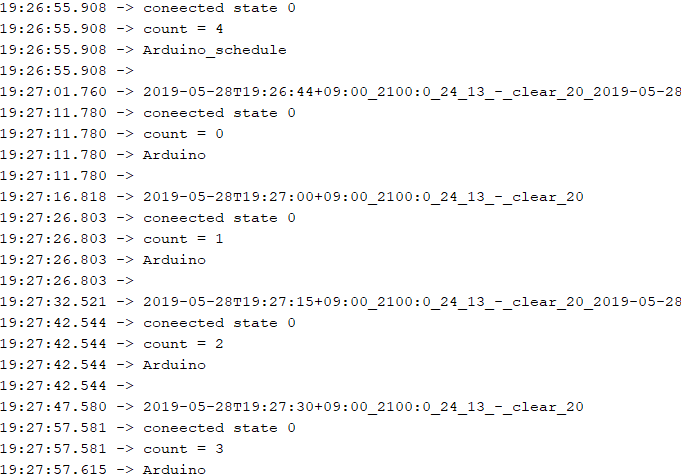 19:26:55.908 -> coneected state 0
19:26:55.908 -> count = 4
19:26:55.908 -> Arduino_schedule
19:26:55.908 ->
19:27:01.760 -> 2019-05-28T19:26:44+09:00_2100:0_24_13_-_clear_20_2019-05-28
19:27:11.780 -> coneected state 0
19:27:11.780 -> count = 0
19:27:11.780 -> Arduino
19:27:11.780 ->
19:27:16.818 -> 2019-05-28T19:27:00+09:00_2100:0_24_13_-_clear_20
19:27:26.803 -> coneected state 0
19:27:26.803 -> count = 1
19:27:26.803 -> Arduino
19:27:26.803 ->
19:27:32.521 -> 2019-05-28T19:27:15+09:00_2100:0_24_13_-_clear_20_2019-05-28
19:27:42.544 -> coneected state 0
19:27:42.544 -> count = 2
19:27:42.544 -> Arduino
19:27:42.544 ->
19:27:47.580 -> 2019-05-28T19:27:30+09:00_2100:0_24_13_-_clear_20
19:27:57.581 -> coneected state 0
19:27:57.581 -> count = 3
19:27:57.615 -> Arduino